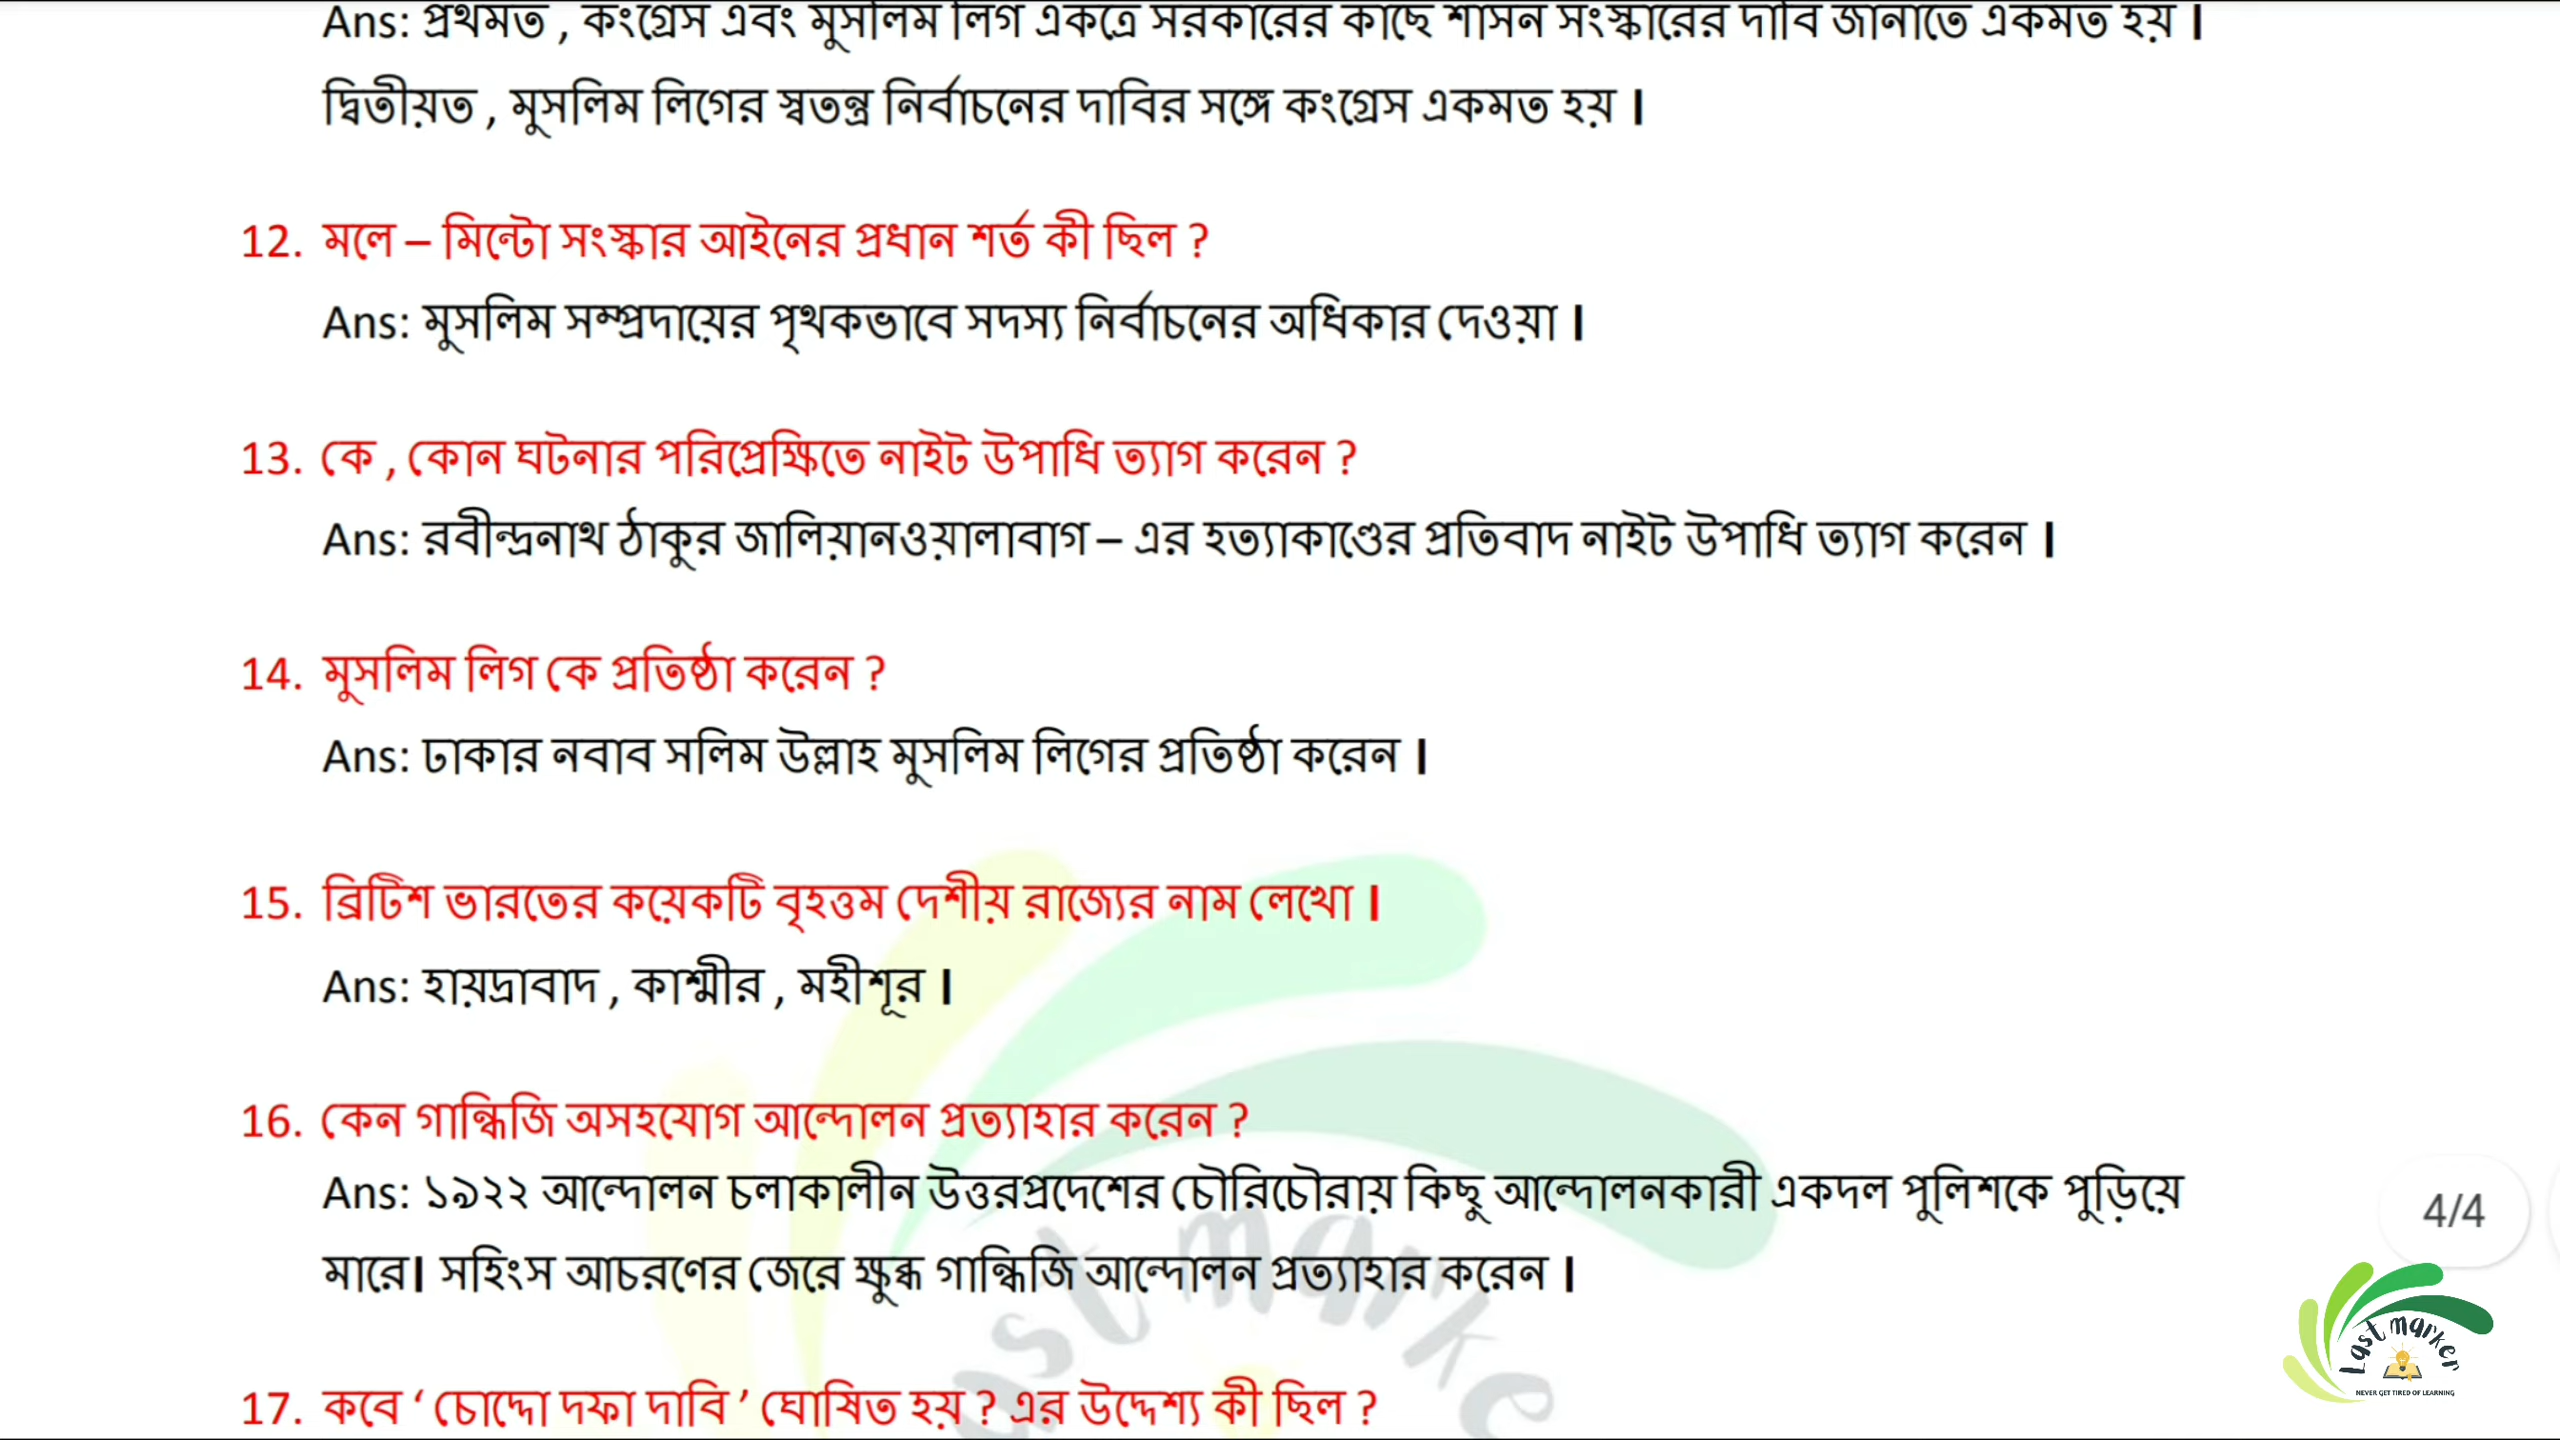 Ans: প্রথমত , কংগ্রেস এবং মুসলিম লিগ একত্রে সরকারের কাছে শাসন সংস্কারের দাবি জানাতে একমত হয় ।
দ্বিতীয়ত , মুসলিম লিগের স্বতন্ত্র নির্বাচনের দাবির সঙ্গে কংগ্রেস একমত হয় ।
12. মলে – মিন্টো সংস্কার আইনের প্রধান শর্ত কী ছিল ?
Ans: মুসলিম সম্প্রদায়ের পৃথকভাবে সদস্য নির্বাচনের অধিকার দেওয়া ।
13. কে , কোন ঘটনার পরিপ্রেক্ষিতে নাইট উপাধি ত্যাগ করেন ?
Ans: রবীন্দ্রনাথ ঠাকুর জালিয়ানওয়ালাবাগ – এর হত্যাকাণ্ডের প্রতিবাদ নাইট উপাধি ত্যাগ করেন ।
14. মুসলিম লিগ কে প্রতিষ্ঠা করেন ?
Ans: ঢাকার নবাব সলিম উল্লাহ মুসলিম লিগের প্রতিষ্ঠা করেন ।
15. ব্রিটিশ ভারতের কয়েকটি বৃহত্তম দেশীয় রাজ্যের নাম লেখো ।
Ans: হায়দ্রাবাদ , কাশ্মীর , মহীশূর ।
16. কেন গান্ধিজি অসহযোগ আন্দোলন প্রত্যাহার করেন ?
Ans: ১৯২২ আন্দোলন চলাকালীন উত্তরপ্রদেশের চৌরিচৌরায় কিছু আন্দোলনকারী একদল পুলিশকে পুড়িয়ে
মারে। সহিংস আচরণের জেরে ক্ষুব্ধ গান্ধিজি আন্দোলন প্রত্যাহার করেন ।
17. কবে ‘ চোদ্দো দফা দাবি ’ ঘোষিত হয় ? এর উদ্দেশ্য কী ছিল ?
4/4
Last marker
NEVER GET TIRED OF LEARNING
ast marke